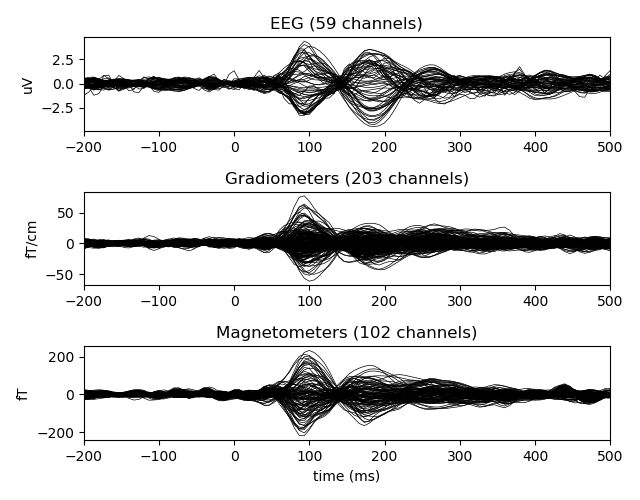 EEG (59 channels)
uV
2.5
0.0
−2.5
−200 −100 0 100 200 300 400 500
Gradiometers (203 channels)
fT/cm
50
0
−50
−200 −100 0 100 200 300 400 500
Magnetometers (102 channels)
fT
200
0
−200
−200 −100 0 100 200 300 400 500
time (ms)